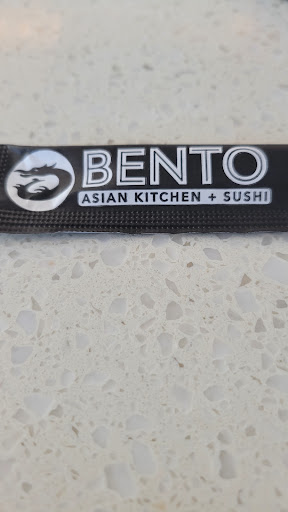 BENTO
ASIAN KITCHEN + SUSHI